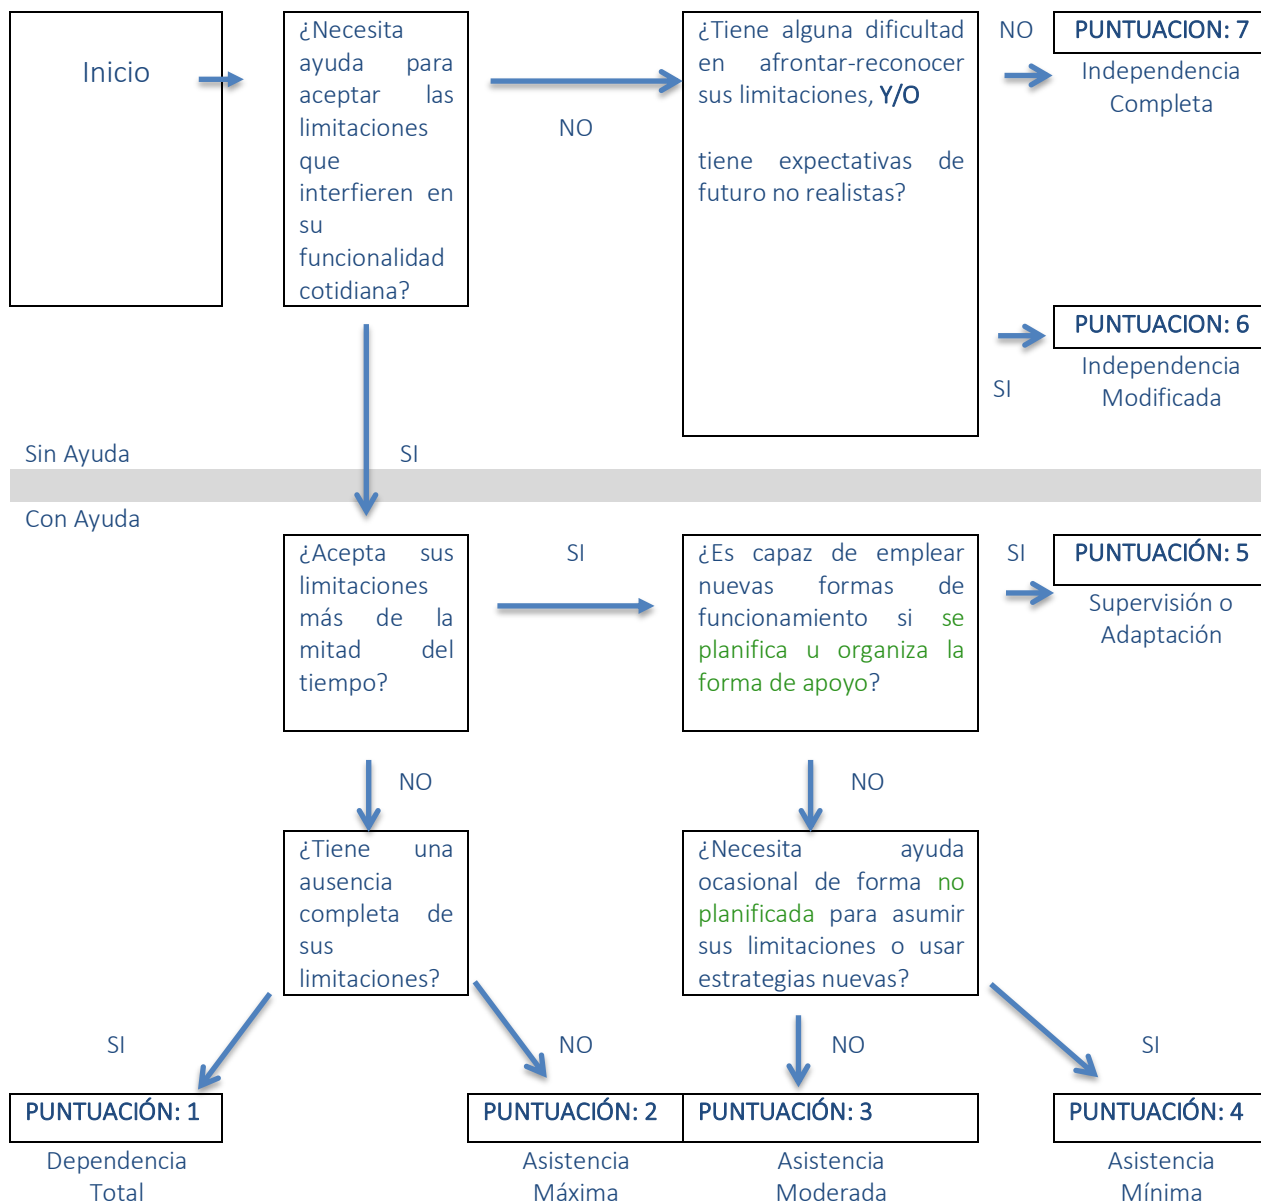 Inicio
¿Necesita
ayuda para
aceptar las
limitaciones
que
interfieren en
su
funcionalidad
cotidiana?
NO
¿Tiene alguna dificultad
en afrontar-reconocer
sus limitaciones, Y/O
tiene expectativas de
futuro no realistas?
NO
PUNTUACION: 7
Independencia
Completa
SI
PUNTUACION: 6
Independencia
Modificada
Sin Ayuda
SI
Con Ayuda
¿Acepta sus
limitaciones
más de la
mitad del
tiempo?
SI
¿Es capaz de emplear
nuevas formas de
funcionamiento si se
planifica u organiza la
forma de apoyo?
SI
PUNTUACIÓN: 5
Supervisión o
Adaptación
NO
NO
¿Tiene una
ausencia
completa de
sus
limitaciones?
¿Necesita ayuda
ocasional de forma no
planificada para asumir
sus limitaciones o usar
estrategias nuevas?
SI
NO
NO
SI
PUNTUACIÓN: 1
Dependencia
Total
PUNTUACIÓN: 2
Asistencia
Máxima
PUNTUACIÓN: 3
Asistencia
Moderada
PUNTUACIÓN: 4
Asistencia
Mínima